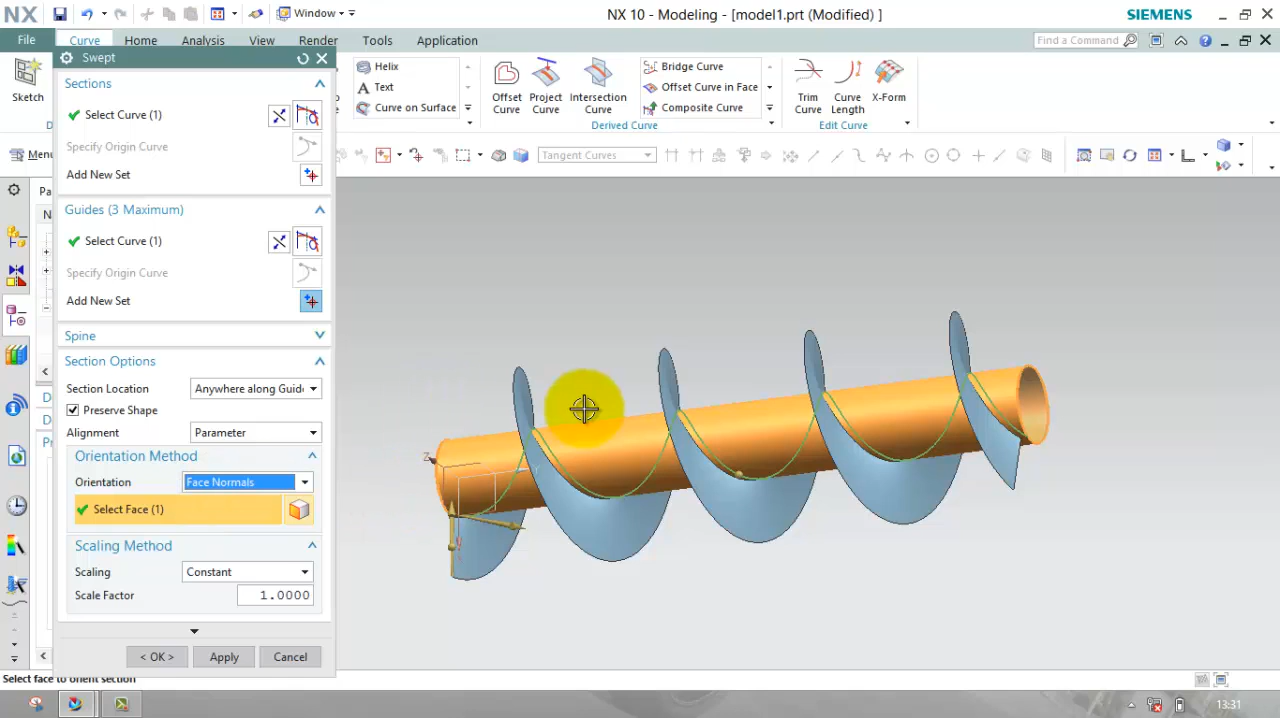 NX
Window
NX 10 - Modeling - [model1.prt (Modified) ]
SIEMENS
File
Curve
Home
Analysis
View
Render
Tools
Application
Find a Command
Swept
Sections
Select Curve (1)
Specify Origin Curve
Add New Set
Guides (3 Maximum)
Select Curve (1)
Specify Origin Curve
Add New Set
Spine
Section Options
Section Location
Anywhere along Guid
Preserve Shape
Alignment
Parameter
Orientation Method
Orientation
Face Normals
Select Face (1)
Scaling Method
Scaling
Constant
Scale Factor
1.0000
< OK >
Apply
Cancel
Sketch
Helix
Text
Curve on Surface
Offset Curve
Project Curve
Intersection Curve
Bridge Curve
Offset Curve in Face
Composite Curve
Derived Curve
Trim Curve
Curve Length
X-Form
Edit Curve
Menu
Tangent Curves
Pa
N
D
D
Z
Select face to orient section
13:31